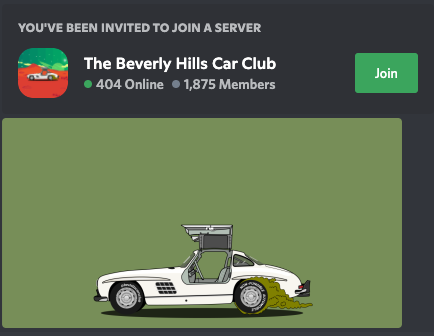 YOU'VE BEEN INVITED TO JOIN A SERVER
The Beverly Hills Car Club
404 Online 1,875 Members
Join